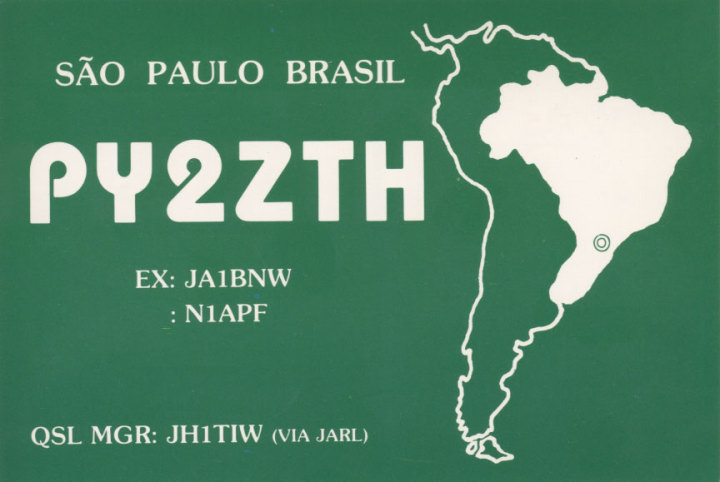 SÃO PAULO BRASIL
PY2ZTH
EX: JA1BNW
: N1APF
QSL MGR: JH1TIW (VIA JARL)